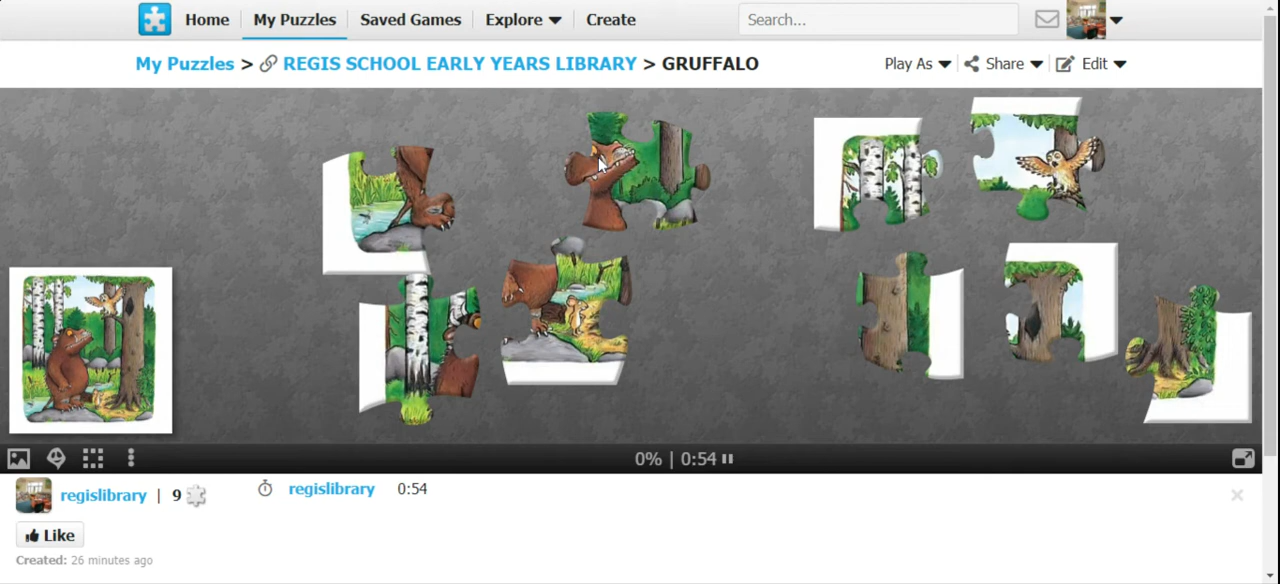 Home My Puzzles Saved Games Explore Create Search...
My Puzzles > REGIS SCHOOL EARLY YEARS LIBRARY > GRUFFALO Play As Share Edit
0% | 0:54
regislibrary | 9 regislibrary 0:54
Like
Created: 26 minutes ago